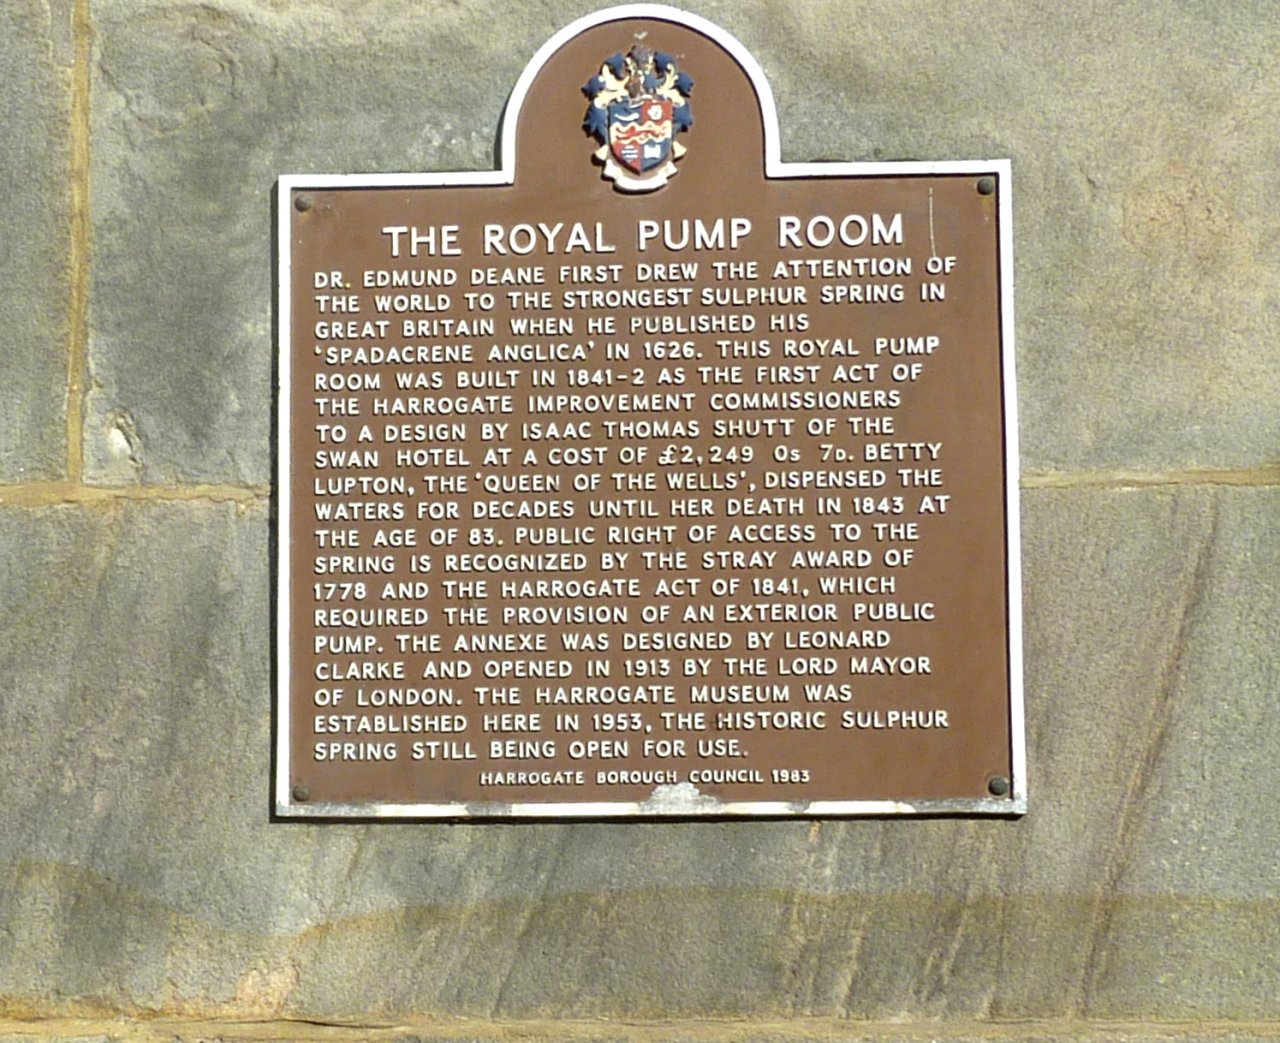 THE ROYAL PUMP ROOM
DR. EDMUND DEANE FIRST DREW THE ATTENTION OF
THE WORLD TO THE STRONGEST SULPHUR SPRING IN
GREAT BRITAIN WHEN HE PUBLISHED HIS
'SPADACRENE ANGLICA' IN 1626. THIS ROYAL PUMP
ROOM WAS BUILT IN 1841-2 AS THE FIRST ACT OF
THE HARROGATE IMPROVEMENT COMMISSIONERS
TO A DESIGN BY ISAAC THOMAS SHUTT OF THE
SWAN HOTEL AT A COST OF £2,249 0s 7D. BETTY
LUPTON, THE 'QUEEN OF THE WELLS', DISPENSED THE
WATERS FOR DECADES UNTIL HER DEATH IN 1843 AT
THE AGE OF 83. PUBLIC RIGHT OF ACCESS TO THE
SPRING IS RECOGNIZED BY THE STRAY AWARD OF
1778 AND THE HARROGATE ACT OF 1841, WHICH
REQUIRED THE PROVISION OF AN EXTERIOR PUBLIC
PUMP. THE ANNEXE WAS DESIGNED BY LEONARD
CLARKE AND OPENED IN 1913 BY THE LORD MAYOR
OF LONDON. THE HARROGATE MUSEUM WAS
ESTABLISHED HERE IN 1953, THE HISTORIC SULPHUR
SPRING STILL BEING OPEN FOR USE.
HARROGATE BOROUGH COUNCIL 1983